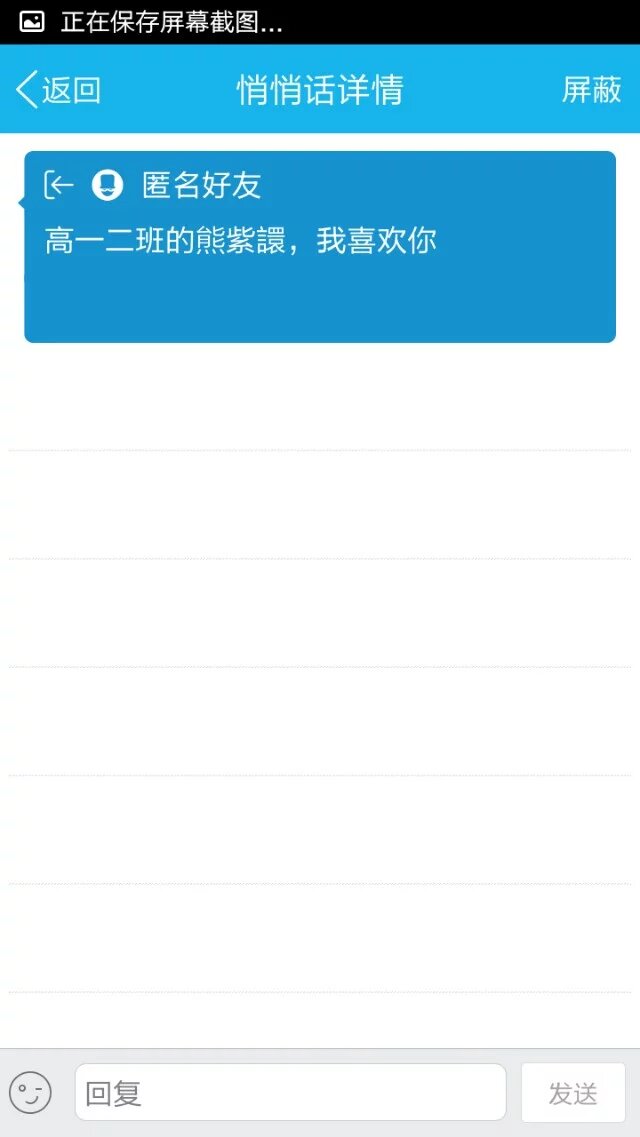 正在保存屏幕截图...
返回
悄悄话详情
屏蔽
匿名好友
高一二班的熊紫譞，我喜欢你
回复
发送